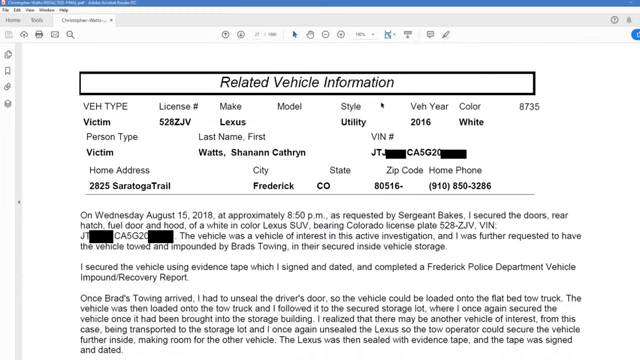 Christopher-Watts-REDACTED-FINAL.pdf - Adobe Acrobat Reader DC
File Edit View Window Help
Home Tools Christopher-Watts-R...
27 / 1960
160%
Related Vehicle Information
VEH TYPE License # Make Model Style Veh Year Color 8735
Victim 528ZJV Lexus Utility 2016 White
Person Type Last Name, First VIN #
Victim Watts, Shanann Cathryn JTJ CA5G20
Home Address City State Zip Code Home Phone
2825 SaratogaTrail Frederick CO 80516- (910) 850-3286
On Wednesday August 15, 2018, at approximately 8:50 p.m., as requested by Sergeant Bakes, I secured the doors, rear
hatch, fuel door and hood, of a white in color Lexus SUV, bearing Colorado license plate 528-ZJV, VIN:
JT CA5G20 . The vehicle was a vehicle of interest in this active investigation, and I was further requested to have
the vehicle towed and impounded by Brads Towing, in their secured inside vehicle storage.
I secured the vehicle using evidence tape which I signed and dated, and completed a Frederick Police Department Vehicle
Impound/Recovery Report.
Once Brad's Towing arrived, I had to unseal the driver's door, so the vehicle could be loaded onto the flat bed tow truck. The
vehicle was then loaded onto the tow truck and I followed it to the secured storage lot, where I once again secured the
vehicle once it had been brought into the storage building. I realized that there may be another vehicle of interest, from this
case, being transported to the storage lot and I once again unsealed the Lexus so the tow operator could secure the vehicle
further inside, making room for the other vehicle. The Lexus was then sealed with evidence tape, and the tape was signed
and dated.